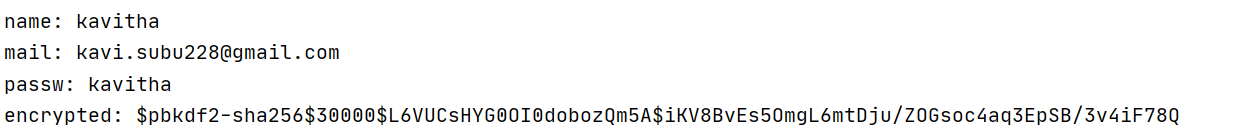 name: kavitha
mail: kavi.subu228@gmail.com
passw: kavitha
encrypted: $pbkdf2-sha256$30000$L6VUCsHYG0OI0dobozQm5A$iKV8BvEs5OmgL6mtDju/ZOGsoc4aq3EpSB/3v4iF78Q